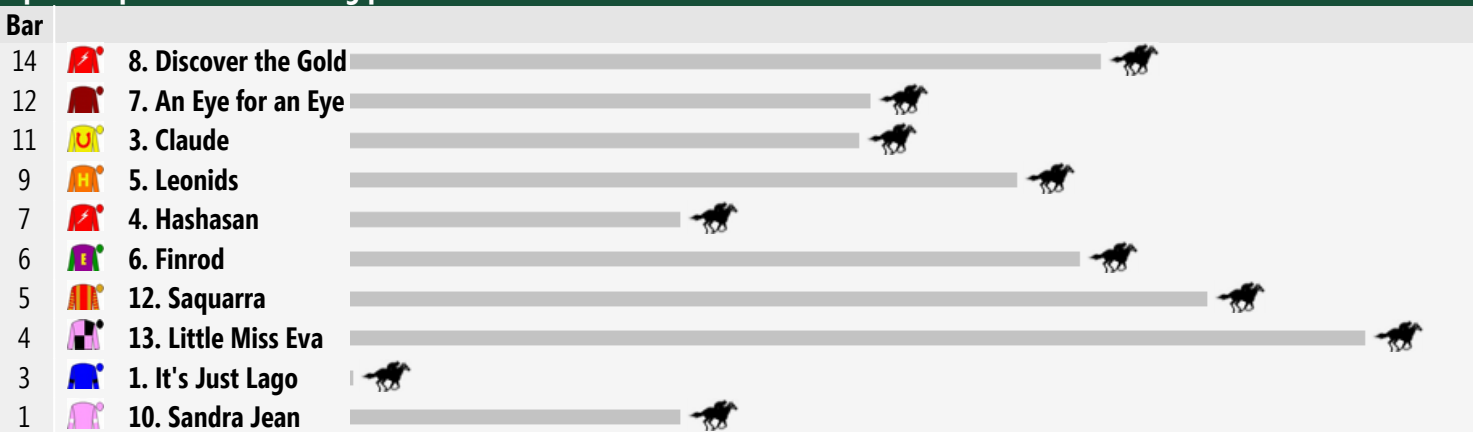 Bar
14 8. Discover the Gold
12 7. An Eye for an Eye
11 U 3. Claude
9 H 5. Leonids
7 4. Hashasan
6 E 6. Finrod
5 12. Saquarra
4 13. Little Miss Eva
3 1. It's Just Lago
1 10. Sandra Jean